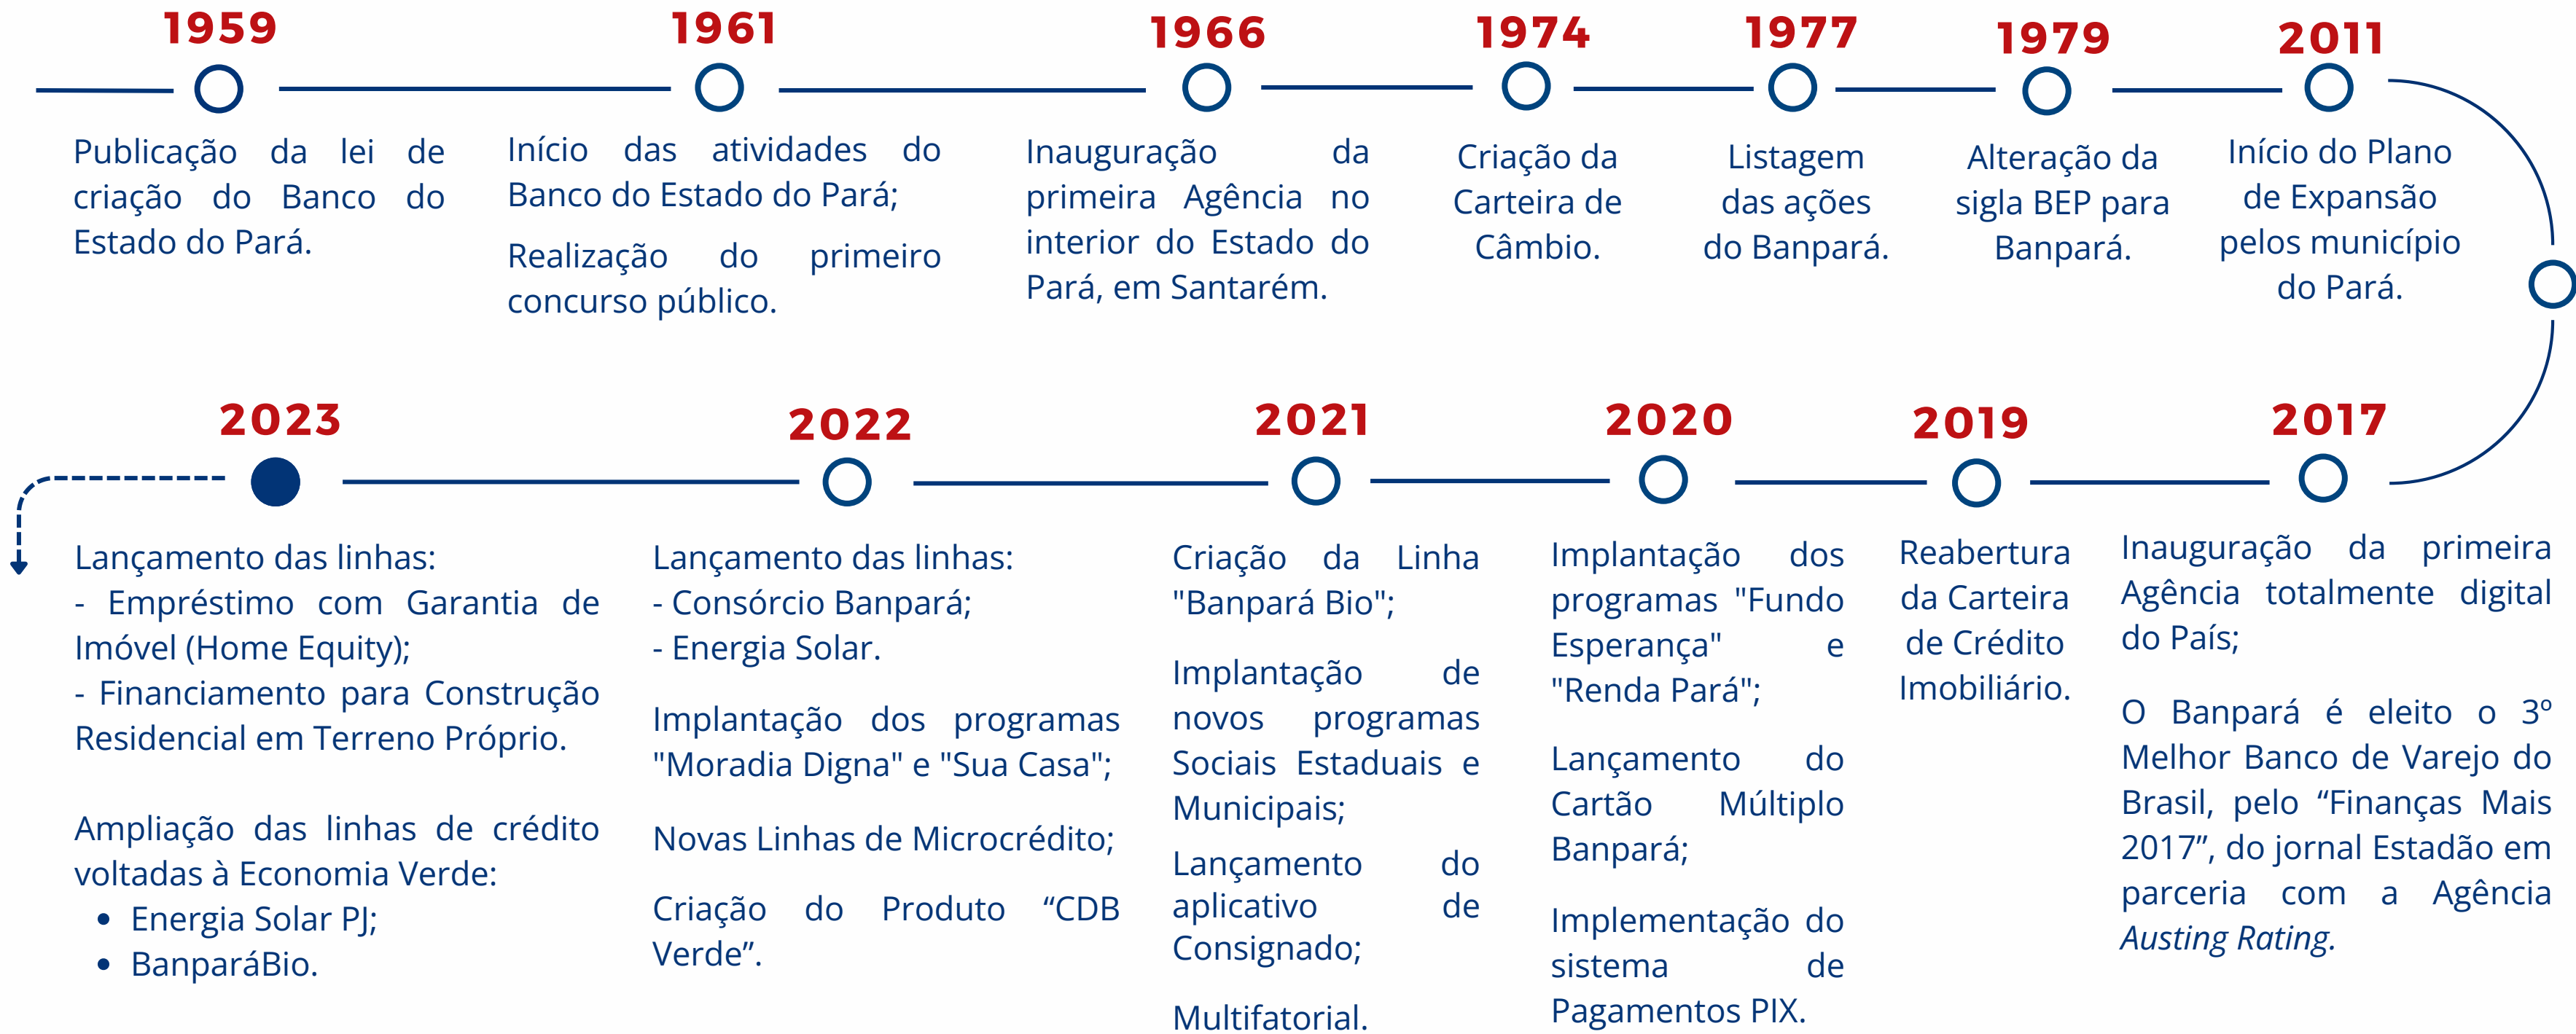 1959
Publicação da lei de
criação do Banco do
Estado do Pará.
1961
Início das atividades do
Banco do Estado do Pará;
Realização do primeiro
concurso público.
1966
Inauguração da
primeira Agência no
interior do Estado do
Pará, em Santarém.
1974
Criação da
Carteira de
Câmbio.
1977
Listagem
das ações
do Banpará.
1979
Alteração da
sigla BEP para
Banpará.
2011
Início do Plano
de Expansão
pelos município
do Pará.
2017
Inauguração da primeira
Agência totalmente digital
do País;
O Banpará é eleito o 3º
Melhor Banco de Varejo do
Brasil, pelo “Finanças Mais
2017”, do jornal Estadão em
parceria com a Agência
Austing Rating.
2019
Reabertura
da Carteira
de Crédito
Imobiliário.
2020
Implantação dos
programas "Fundo
Esperança" e
"Renda Pará";
Lançamento do
Cartão Múltiplo
Banpará;
Implementação do
sistema de
Pagamentos PIX.
2021
Criação da Linha
"Banpará Bio";
Implantação de
novos programas
Sociais Estaduais e
Municipais;
Lançamento do
aplicativo de
Consignado;
Multifatorial.
2022
Lançamento das linhas:
- Consórcio Banpará;
- Energia Solar.
Implantação dos programas
"Moradia Digna" e "Sua Casa";
Novas Linhas de Microcrédito;
Criação do Produto “CDB
Verde”.
2023
Lançamento das linhas:
- Empréstimo com Garantia de
Imóvel (Home Equity);
- Financiamento para Construção
Residencial em Terreno Próprio.
Ampliação das linhas de crédito
voltadas à Economia Verde:
• Energia Solar PJ;
• BanparáBio.